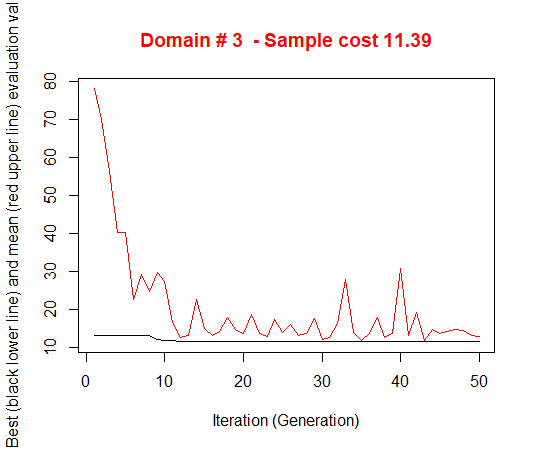 Domain # 3  - Sample cost 11.39
Best (black lower line) and mean (red upper line) evaluation val
80
70
60
50
40
30
20
10
0 10 20 30 40 50
Iteration (Generation)